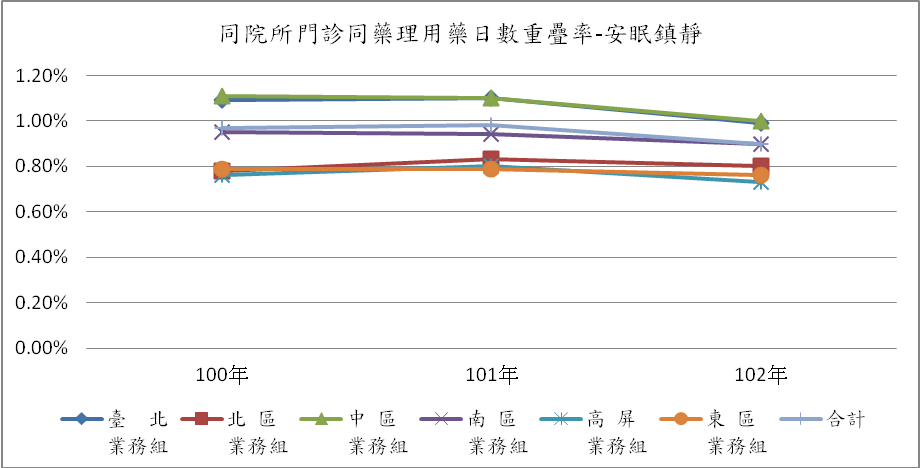 同院所門診同藥理用藥日數重疊率-安眠鎮靜
1.20%
1.00%
0.80%
0.60%
0.40%
0.20%
0.00%
100年 101年 102年
臺 北 北 區 中 區 南 區 高 屏 東 區 合計
業務組 業務組 業務組 業務組 業務組 業務組